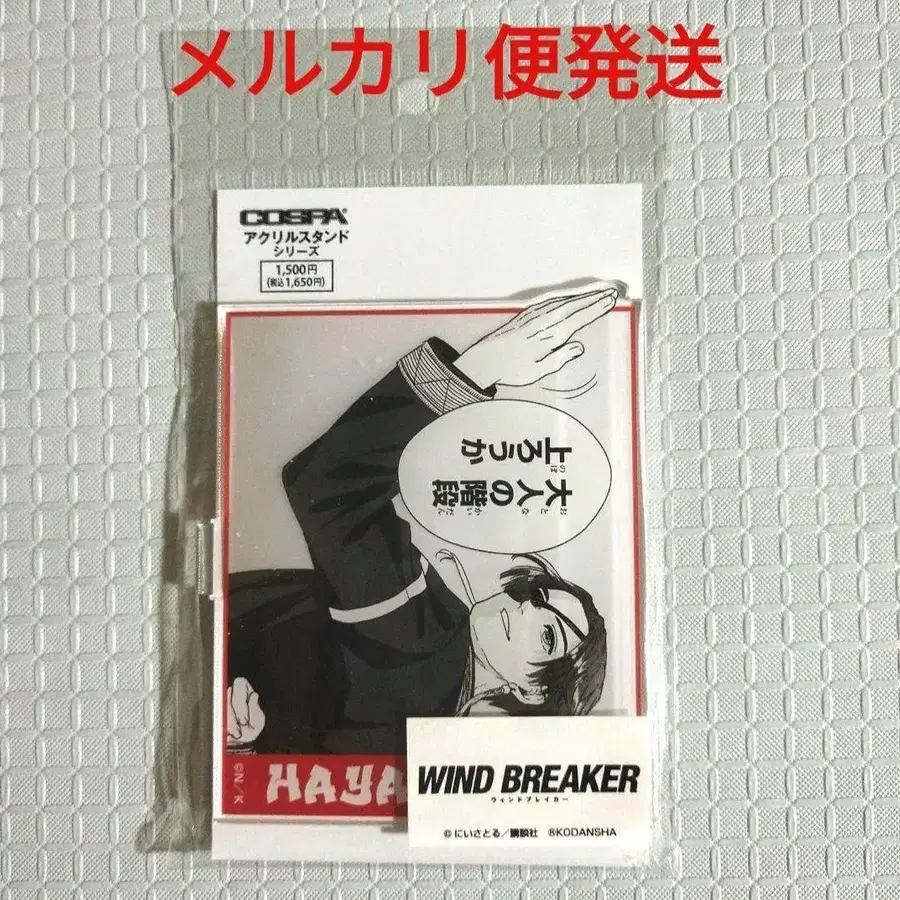 メルカリ便発送
COSPA®
アクリルスタンド
シリーズ
1,500円
(税込1,650円)
大人の階段
おとな かいだん
上ろうか
のぼ
©N/K
HAYA
WIND BREAKER
ウィンドブレイカー
©にいさとる/講談社 ®KODANSHA